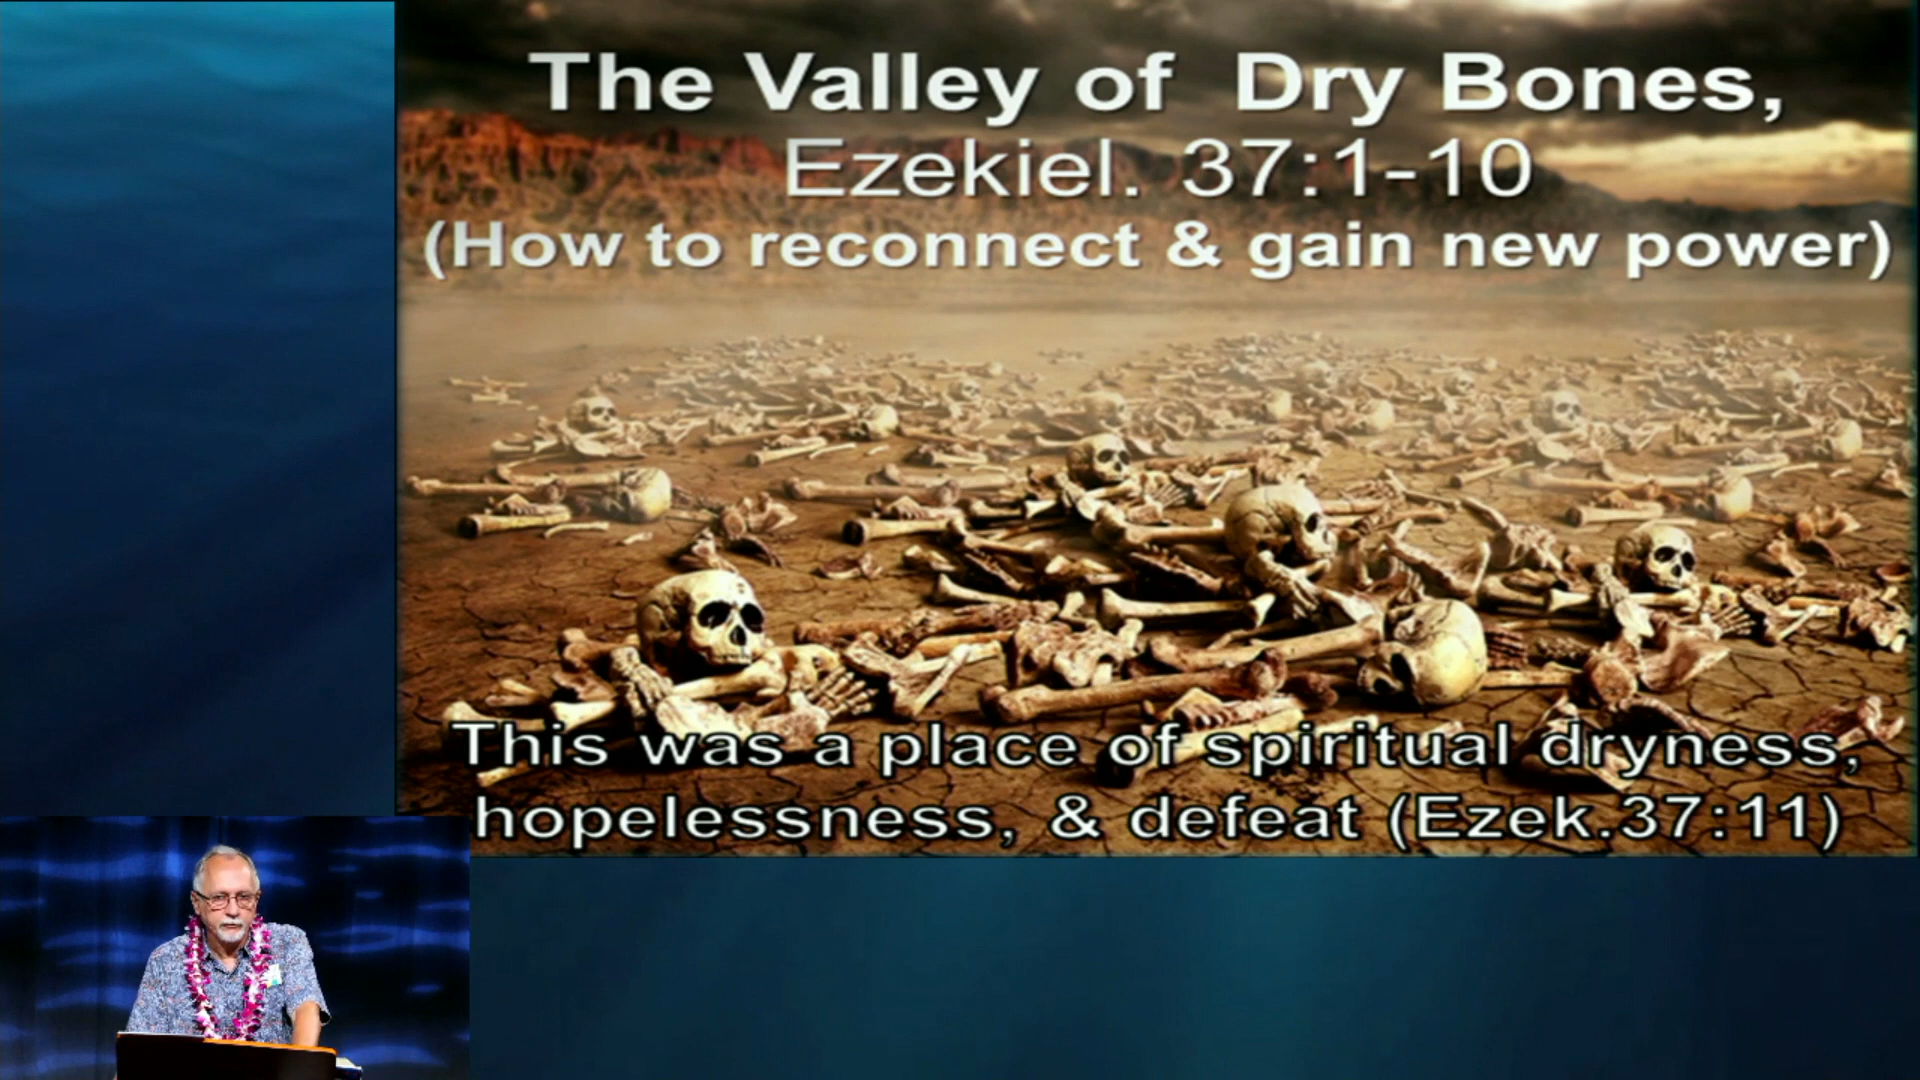 The Valley of Dry Bones,
Ezekiel. 37:1-10
(How to reconnect & gain new power)
This was a place of spiritual dryness,
hopelessness, & defeat (Ezek.37:11)